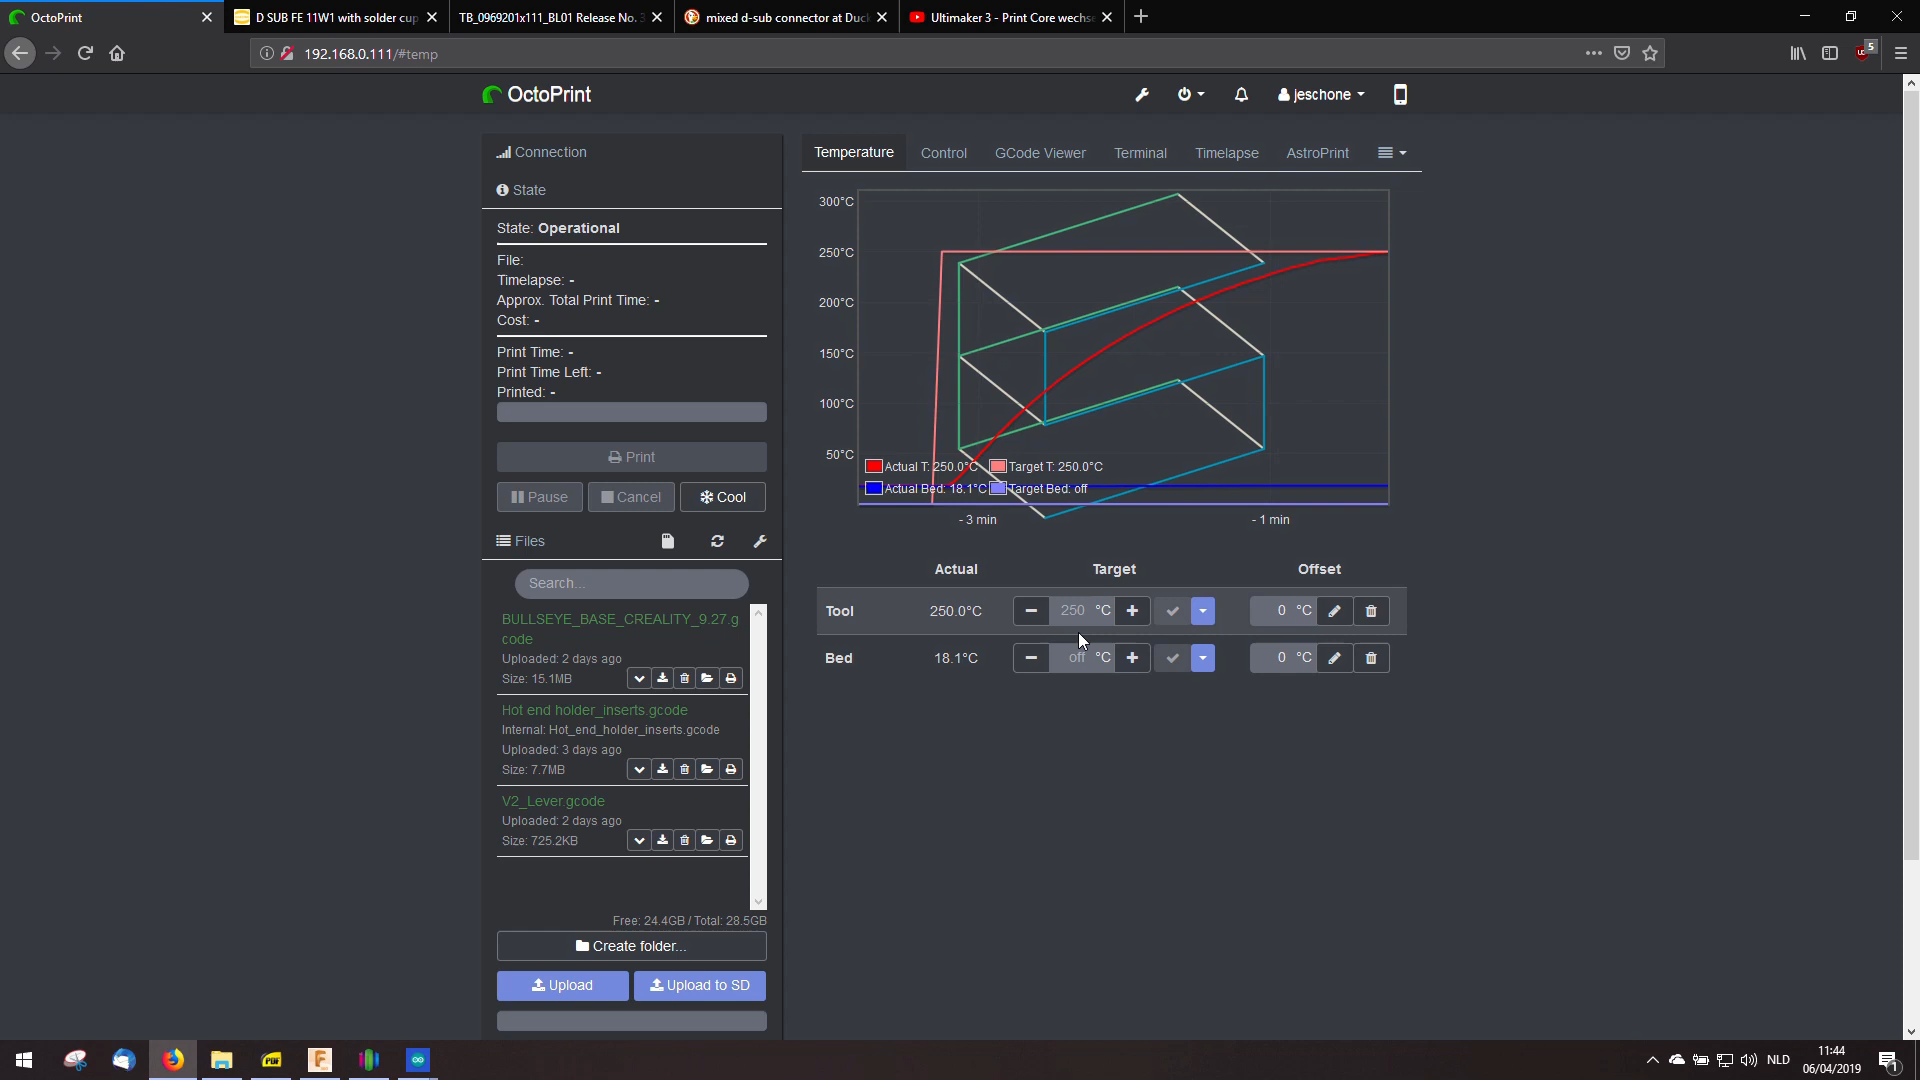 OctoPrint
D SUB FE 11W1 with solder cup
TB_0969201x111_BL01 Release No. 3
mixed d-sub connector at Duck
Ultimaker 3 - Print Core wechse
192.168.0.111/#temp
5
OctoPrint
jeschone
Connection
State
State: Operational
File:
Timelapse: -
Approx. Total Print Time: -
Cost: -
Print Time: -
Print Time Left: -
Printed: -
Print
Pause
Cancel
Cool
Files
Search...
BULLSEYE_BASE_CREALITY_9.27.g
code
Uploaded: 2 days ago
Size: 15.1MB
Hot end holder_inserts.gcode
Internal: Hot_end_holder_inserts.gcode
Uploaded: 3 days ago
Size: 7.7MB
V2_Lever.gcode
Uploaded: 2 days ago
Size: 725.2KB
Free: 24.4GB / Total: 28.5GB
Create folder...
Upload
Upload to SD
Temperature
Control
GCode Viewer
Terminal
Timelapse
AstroPrint
300°C
250°C
200°C
150°C
100°C
50°C
Actual T: 250.0°C
Target T: 250.0°C
Actual Bed: 18.1°C
Target Bed: off
- 3 min
- 1 min
Actual
Target
Offset
Tool
250.0°C
250 °C
0 °C
Bed
18.1°C
off °C
0 °C
PDF
F
NLD
11:44
06/04/2019
1